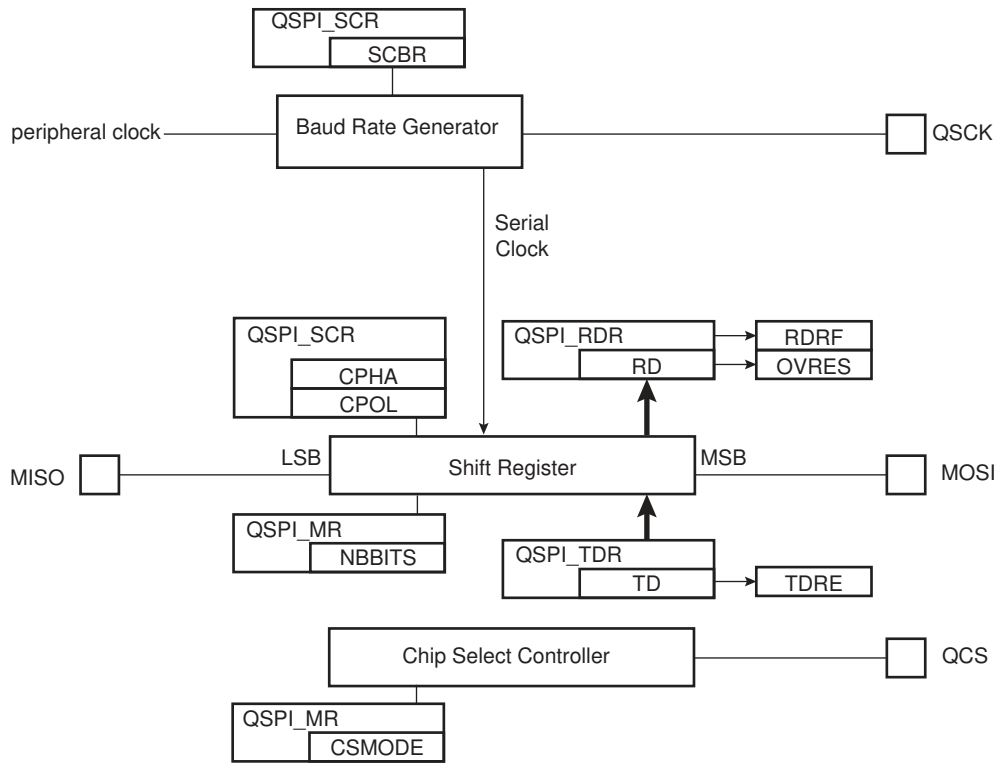 QSPI_SCR
SCBR
peripheral clock
Baud Rate Generator
QSCK
Serial
Clock
QSPI_SCR
CPHA
CPOL
QSPI_RDR
RD
RDRF
OVRES
MISO
LSB
Shift Register
MSB
MOSI
QSPI_MR
NBBITS
QSPI_TDR
TD
TDRE
Chip Select Controller
QCS
QSPI_MR
CSMODE